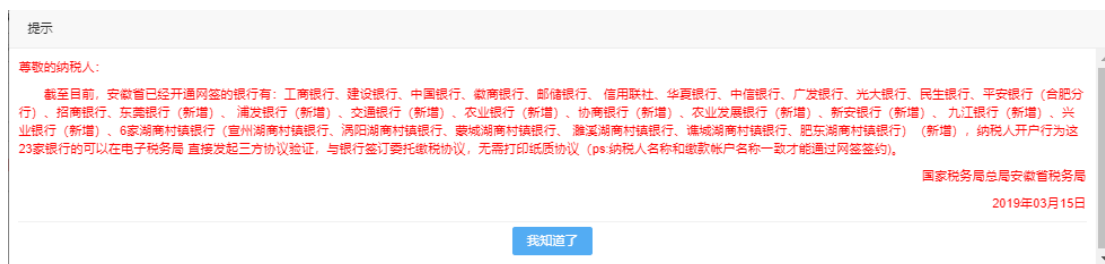 提示
尊敬的纳税人：
截至目前，安徽省已经开通网签的银行有：工商银行、建设银行、中国银行、徽商银行、邮储银行、信用联社、华夏银行、中信银行、广发银行、光大银行、民生银行、平安银行（合肥分
行）、招商银行、东莞银行（新增）、浦发银行（新增）、交通银行（新增）、农业银行（新增）、协商银行（新增）、农业发展银行（新增）、新安银行（新增）、九江银行（新增）、兴
业银行（新增）、6家湖商村镇银行（宣州湖商村镇银行、涡阳湖商村镇银行、蒙城湖商村镇银行、濉溪湖商村镇银行、谯城湖商村镇银行、肥东湖商村镇银行）（新增），纳税人开户行为这
23家银行的可以在电子税务局 直接发起三方协议验证，与银行签订委托缴税协议，无需打印纸质协议（ps:纳税人名称和缴款帐户名称一致才能通过网签签约)。
国家税务局总局安徽省税务局
2019年03月15日
我知道了